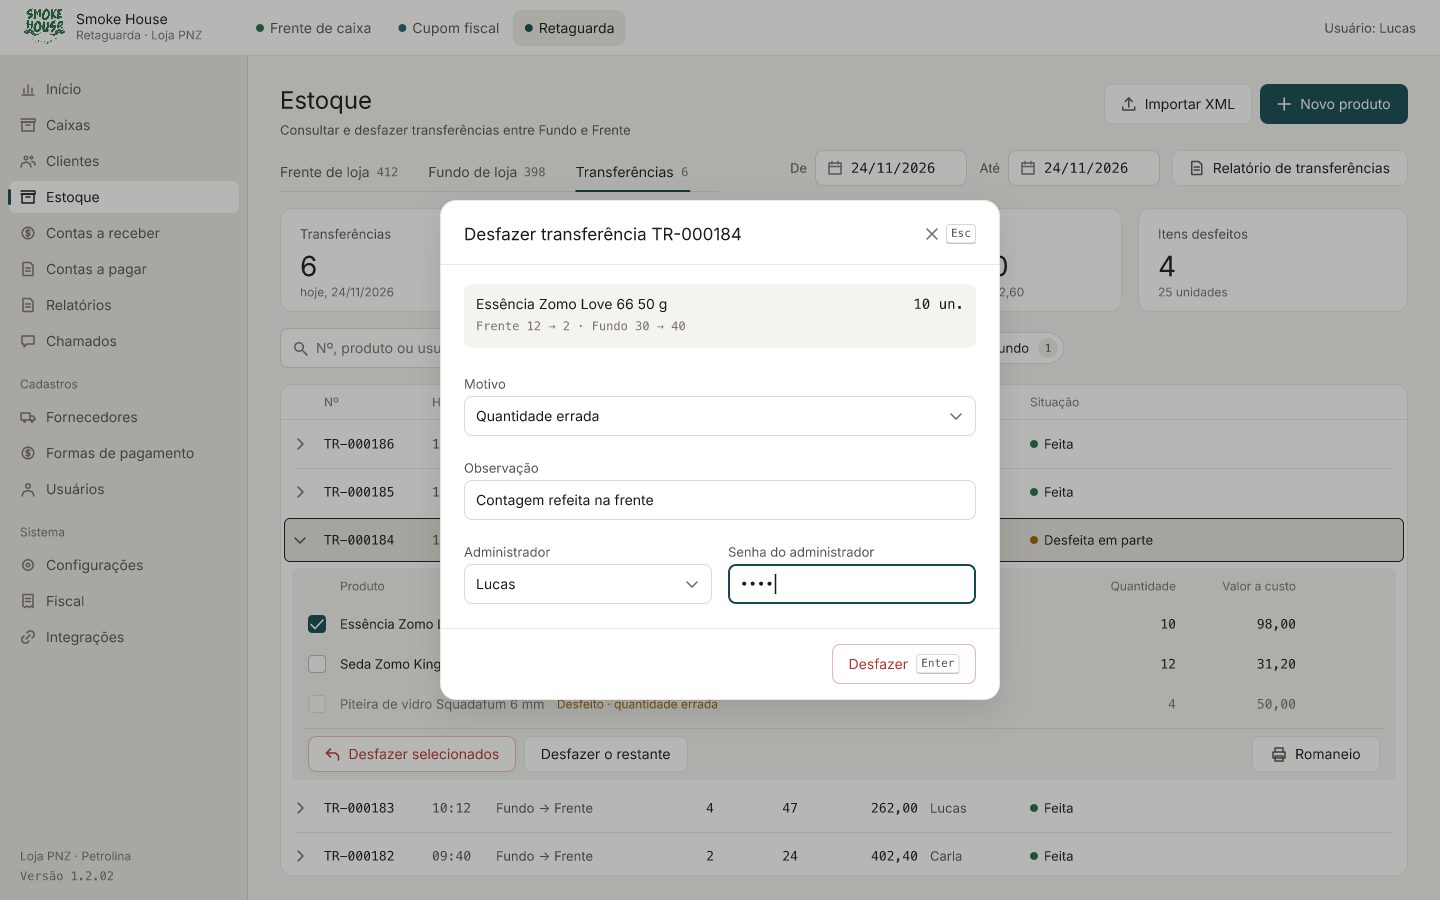 SMOKE HOUSE
Smoke House
Retaguarda · Loja PNZ
Frente de caixa
Cupom fiscal
Retaguarda
Usuário: Lucas
Início
Caixas
Clientes
Estoque
Contas a receber
Contas a pagar
Relatórios
Chamados
Cadastros
Fornecedores
Formas de pagamento
Usuários
Sistema
Configurações
Fiscal
Integrações
Loja PNZ · Petrolina
Versão 1.2.02
Estoque
Consultar e desfazer transferências entre Fundo e Frente
Importar XML
Novo produto
Frente de loja 412
Fundo de loja 398
Transferências 6
De 24/11/2026
Até 24/11/2026
Relatório de transferências
Transferências
6
hoje, 24/11/2026
2,60
Itens desfeitos
4
25 unidades
Nº, produto ou usu
undo 1
Nº
Situação
TR-000186 1 Feita
TR-000185 1 Feita
TR-000184 1 Desfeita em parte
Produto Quantidade Valor a custo
Essência Zomo 10 98,00
Seda Zomo King 12 31,20
Piteira de vidro Squadafum 6 mm Desfeito · quantidade errada 4 50,00
Desfazer selecionados
Desfazer o restante
Romaneio
TR-000183 10:12 Fundo → Frente 4 47 262,00 Lucas Feita
TR-000182 09:40 Fundo → Frente 2 24 402,40 Carla Feita
Desfazer transferência TR-000184
Esc
Essência Zomo Love 66 50 g 10 un.
Frente 12 → 2 · Fundo 30 → 40
Motivo
Quantidade errada
Observação
Contagem refeita na frente
Administrador
Lucas
Senha do administrador
••••
Desfazer Enter